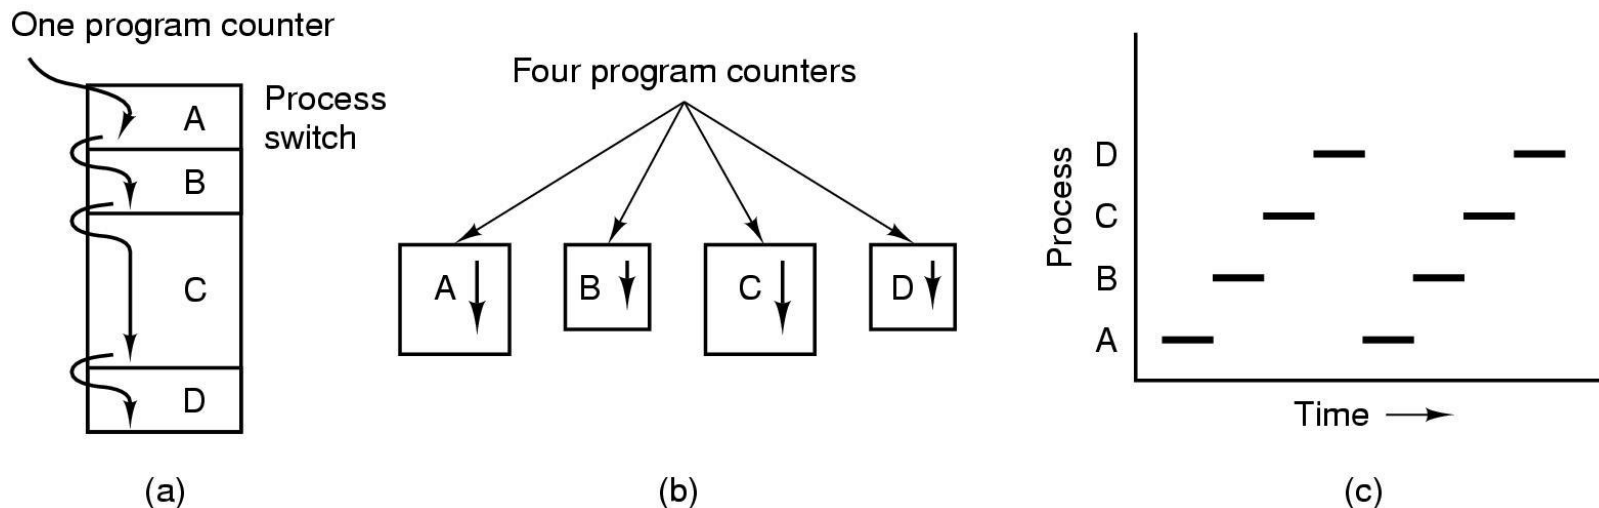 One program counter
Process
switch
A
B
C
D
(a)
Four program counters
A
B
C
D
(b)
Process
D
C
B
A
Time
(c)